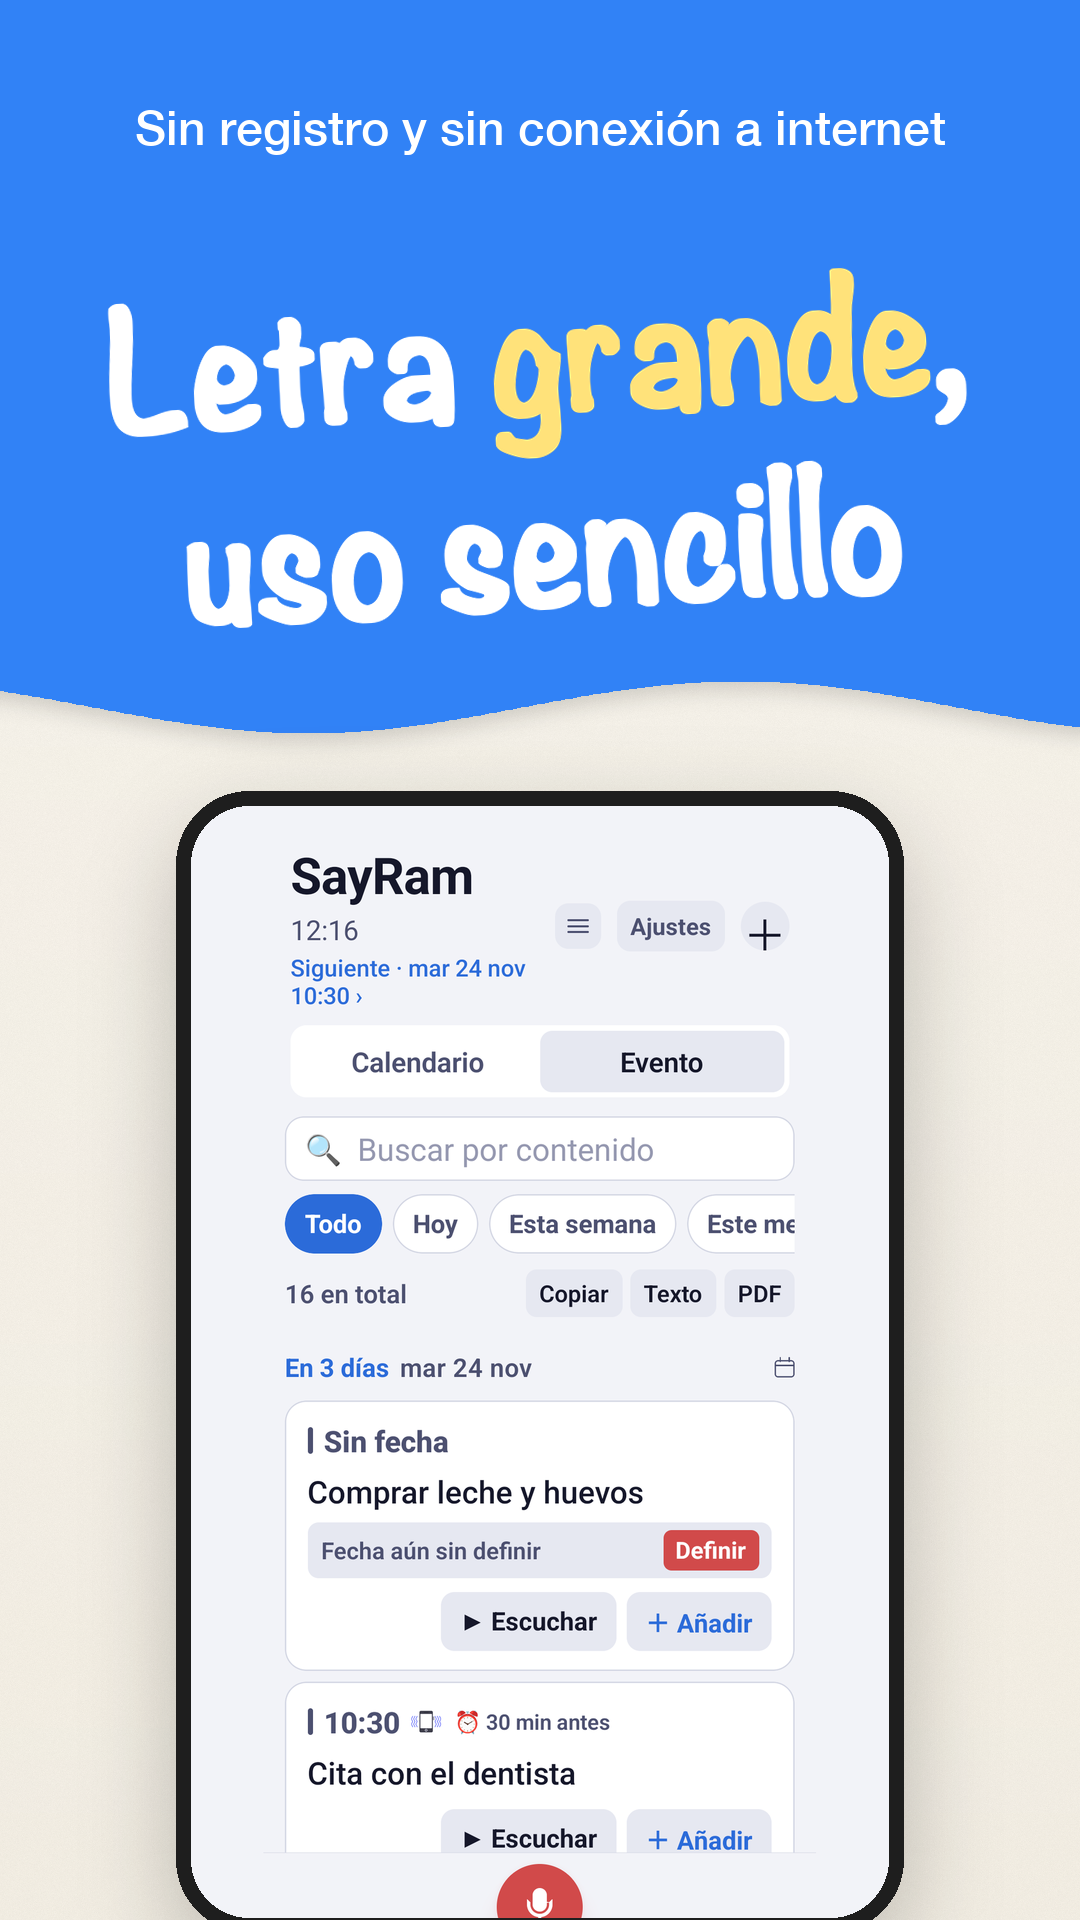 Sin registro y sin conexión a internet
Letra grande,
uso sencillo
SayRam
12:16
Siguiente · mar 24 nov
10:30 ›
Ajustes
Calendario
Evento
Buscar por contenido
Todo
Hoy
Esta semana
Este me
16 en total
Copiar
Texto
PDF
En 3 días mar 24 nov
Sin fecha
Comprar leche y huevos
Fecha aún sin definir
Definir
► Escuchar
+ Añadir
10:30
30 min antes
Cita con el dentista
► Escuchar
+ Añadir